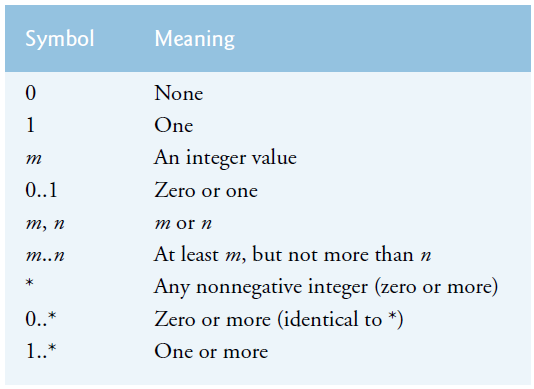 Symbol Meaning
0 None
1 One
m An integer value
0..1 Zero or one
m, n m or n
m..n At least m, but not more than n
* Any nonnegative integer (zero or more)
0..* Zero or more (identical to *)
1..* One or more